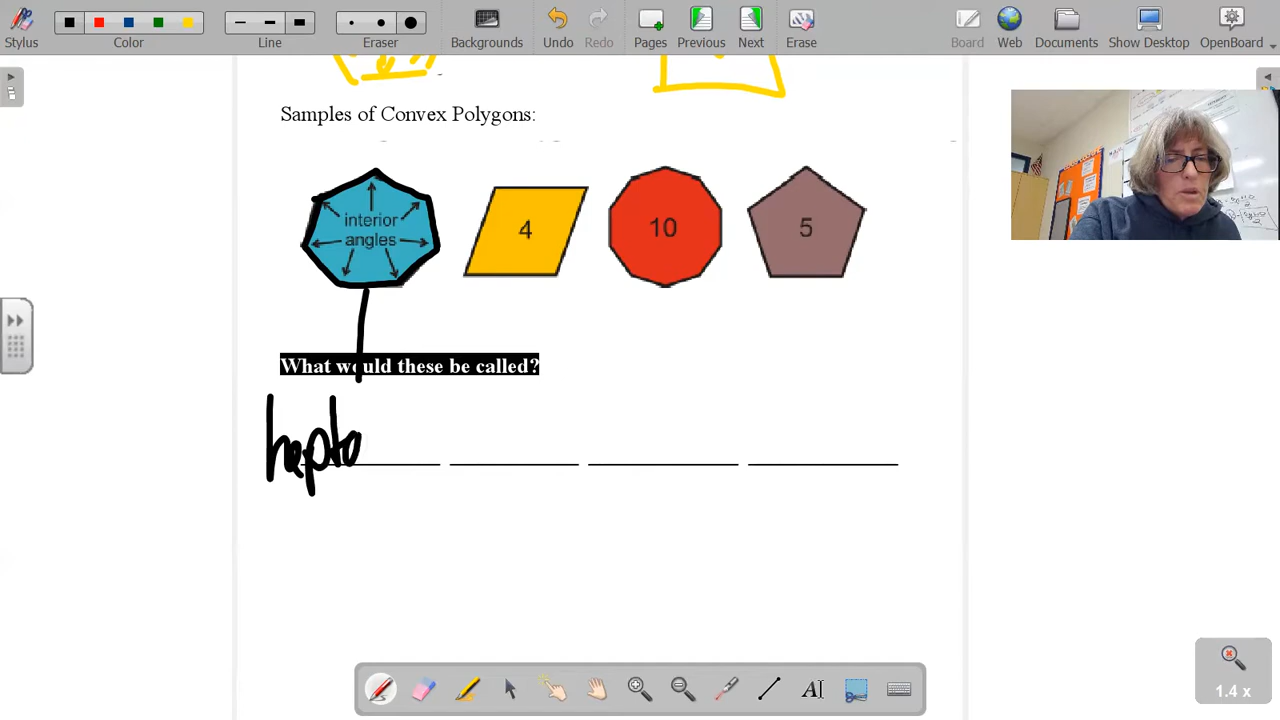 Stylus Color Line Eraser Backgrounds Undo Redo Pages Previous Next Erase Board Web Documents Show Desktop OpenBoard
Samples of Convex Polygons:
interior
angles
4
10
5
What would these be called?
hepta
1.4 x